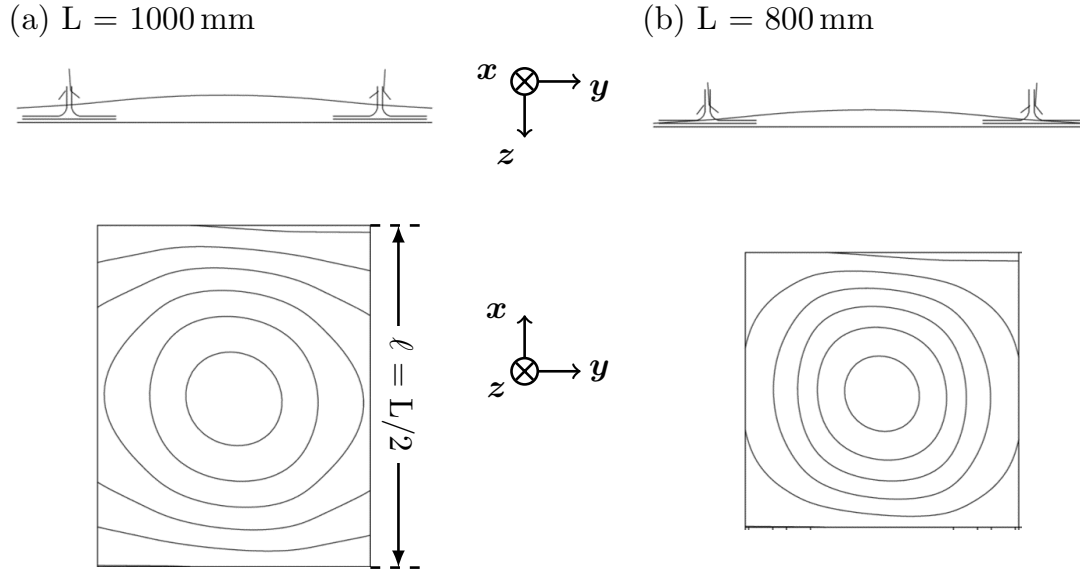 (a) L = 1000 mm
(b) L = 800 mm
x
y
z
x
y
z
ℓ = L/2